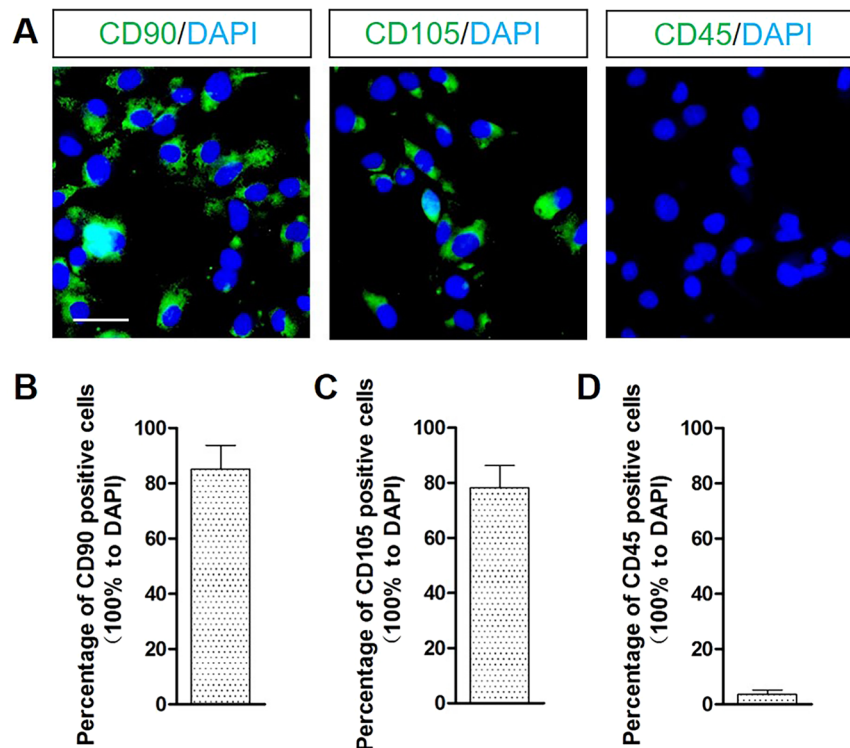 A
CD90/DAPI
CD105/DAPI
CD45/DAPI
B
Percentage of CD90 positive cells
(100% to DAPI)
100
80
60
40
20
0
C
Percentage of CD105 positive cells
(100% to DAPI)
100
80
60
40
20
0
D
Percentage of CD45 positive cells
(100% to DAPI)
100
80
60
40
20
0